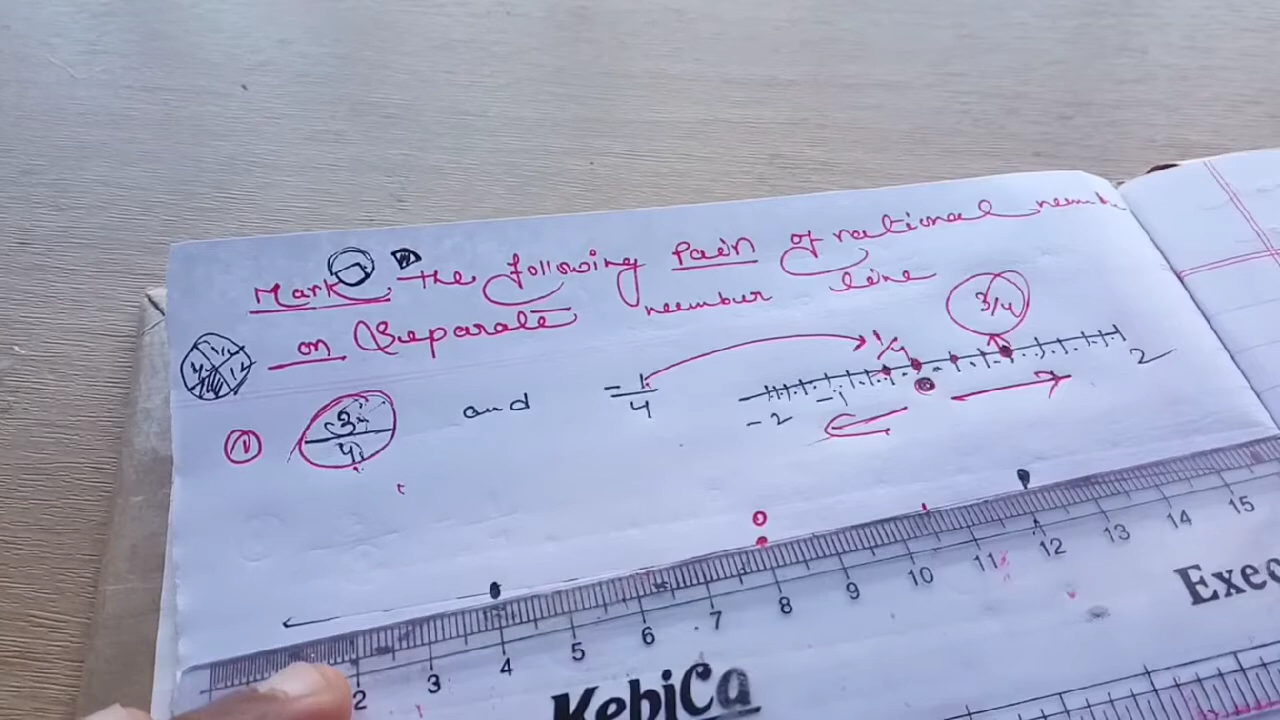 Mark The following Pair of rational
on Separate number line
3/4
① 3/4 and -1/4
1/4
-2 -1 2
0
2 3 4 5 6 7 8 9 10 11 12 13 14 15
KebiCa Exec